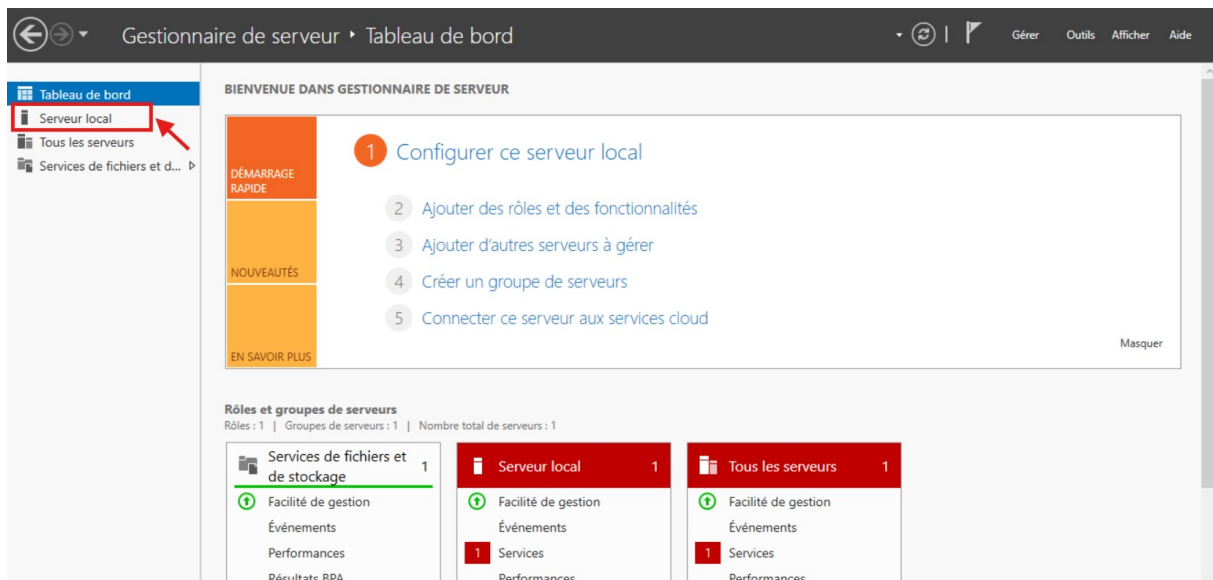 Gestionnaire de serveur ‣ Tableau de bord
Gérer Outils Afficher Aide
Tableau de bord
Serveur local
Tous les serveurs
Services de fichiers et d...
BIENVENUE DANS GESTIONNAIRE DE SERVEUR
DÉMARRAGE
RAPIDE
NOUVEAUTÉS
EN SAVOIR PLUS
1 Configurer ce serveur local
2 Ajouter des rôles et des fonctionnalités
3 Ajouter d'autres serveurs à gérer
4 Créer un groupe de serveurs
5 Connecter ce serveur aux services cloud
Masquer
Rôles et groupes de serveurs
Rôles : 1 | Groupes de serveurs : 1 | Nombre total de serveurs : 1
Services de fichiers et
de stockage
1
Facilité de gestion
Événements
Performances
Résultats BPA
Serveur local 1
Facilité de gestion
Événements
1 Services
Performances
Tous les serveurs 1
Facilité de gestion
Événements
1 Services
Performances